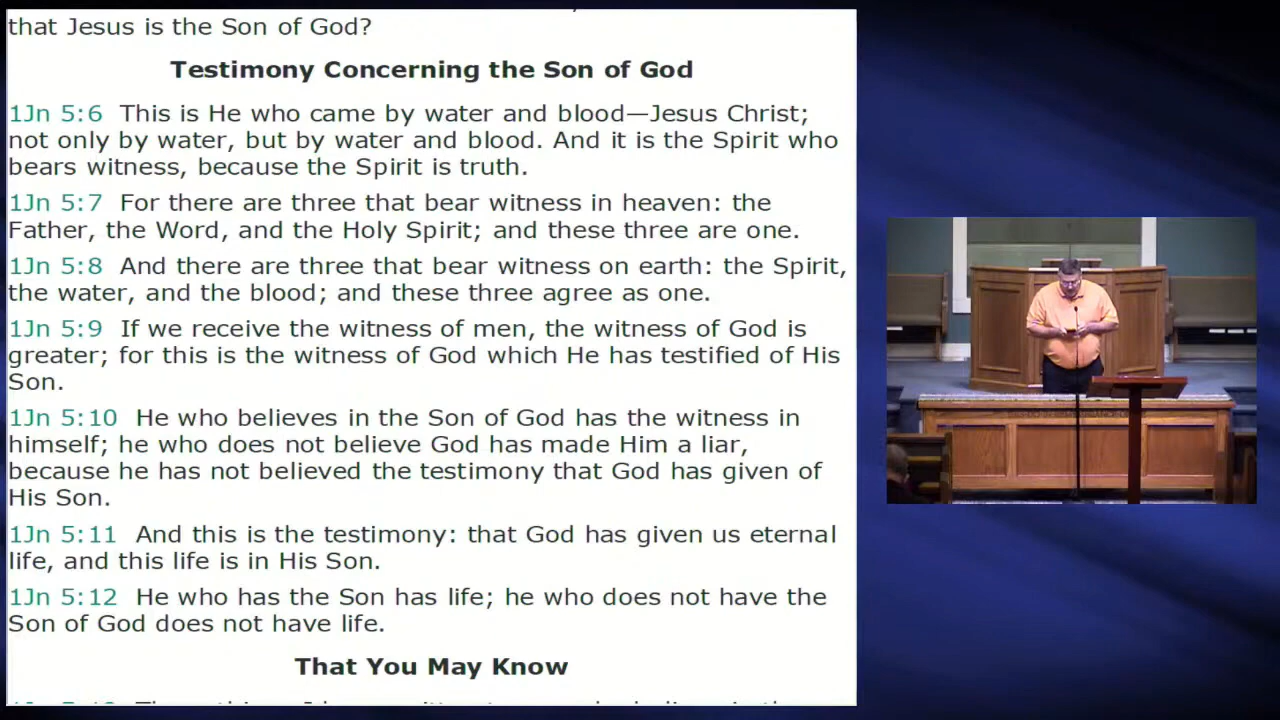 that Jesus is the Son of God?
Testimony Concerning the Son of God
1Jn 5:6 This is He who came by water and blood—Jesus Christ;
not only by water, but by water and blood. And it is the Spirit who
bears witness, because the Spirit is truth.
1Jn 5:7 For there are three that bear witness in heaven: the
Father, the Word, and the Holy Spirit; and these three are one.
1Jn 5:8 And there are three that bear witness on earth: the Spirit,
the water, and the blood; and these three agree as one.
1Jn 5:9 If we receive the witness of men, the witness of God is
greater; for this is the witness of God which He has testified of His
Son.
1Jn 5:10 He who believes in the Son of God has the witness in
himself; he who does not believe God has made Him a liar,
because he has not believed the testimony that God has given of
His Son.
1Jn 5:11 And this is the testimony: that God has given us eternal
life, and this life is in His Son.
1Jn 5:12 He who has the Son has life; he who does not have the
Son of God does not have life.
That You May Know